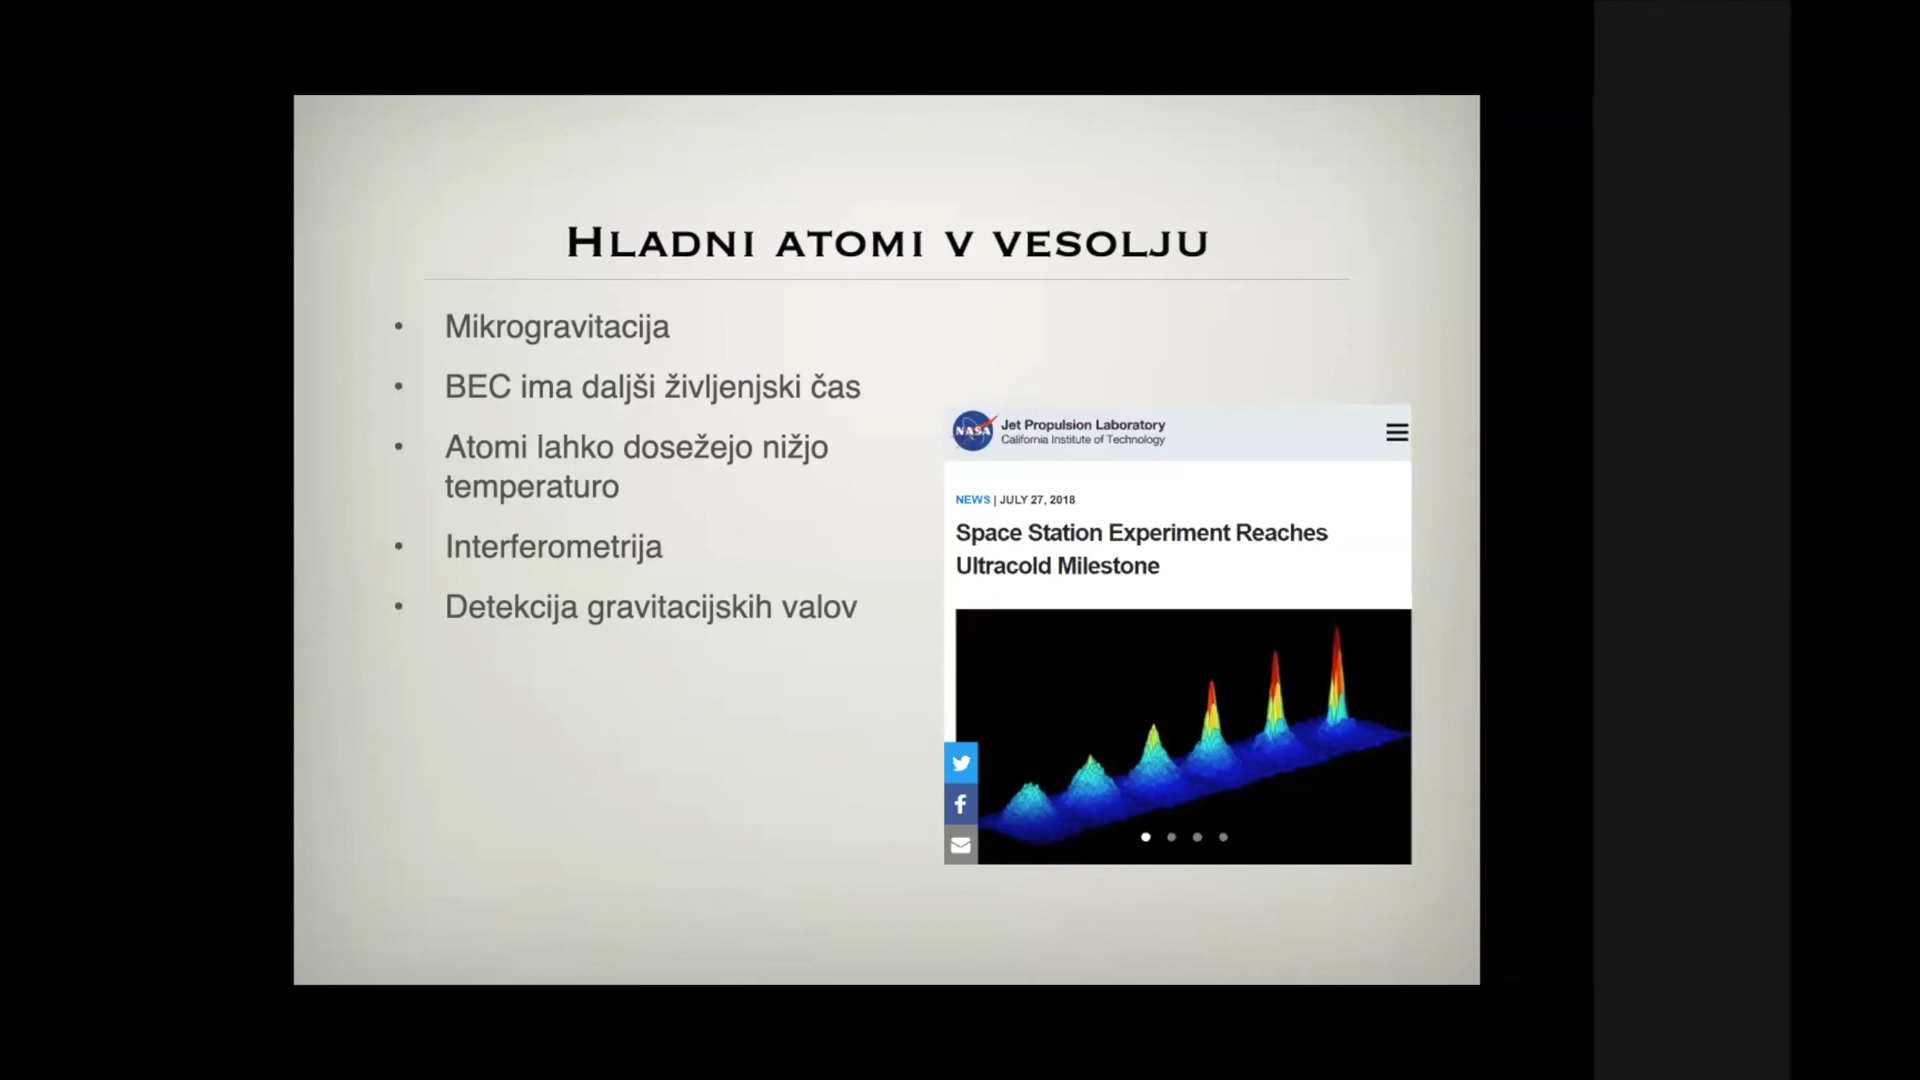 HLADNI ATOMI V VESOLJU
• Mikrogravitacija
• BEC ima daljši življenjski čas
• Atomi lahko dosežejo nižjo
temperaturo
• Interferometrija
• Detekcija gravitacijskih valov
NASA
Jet Propulsion Laboratory
California Institute of Technology
NEWS | JULY 27, 2018
Space Station Experiment Reaches
Ultracold Milestone